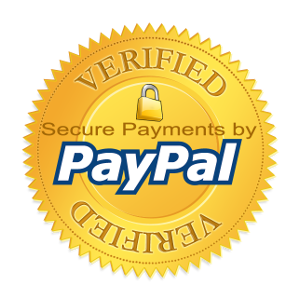 VERIFIED
Secure Payments by
PayPal
VERIFIED